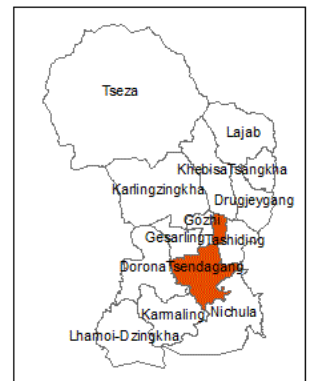 Tseza
Lajab
Khebisa Tsangkha
Karlingzingkha
Drugjeygang
Gozhi
Gesarling Tashiding
Dorona Tsendagang
Karmaling Nichula
Lhamoi-Dzingkha